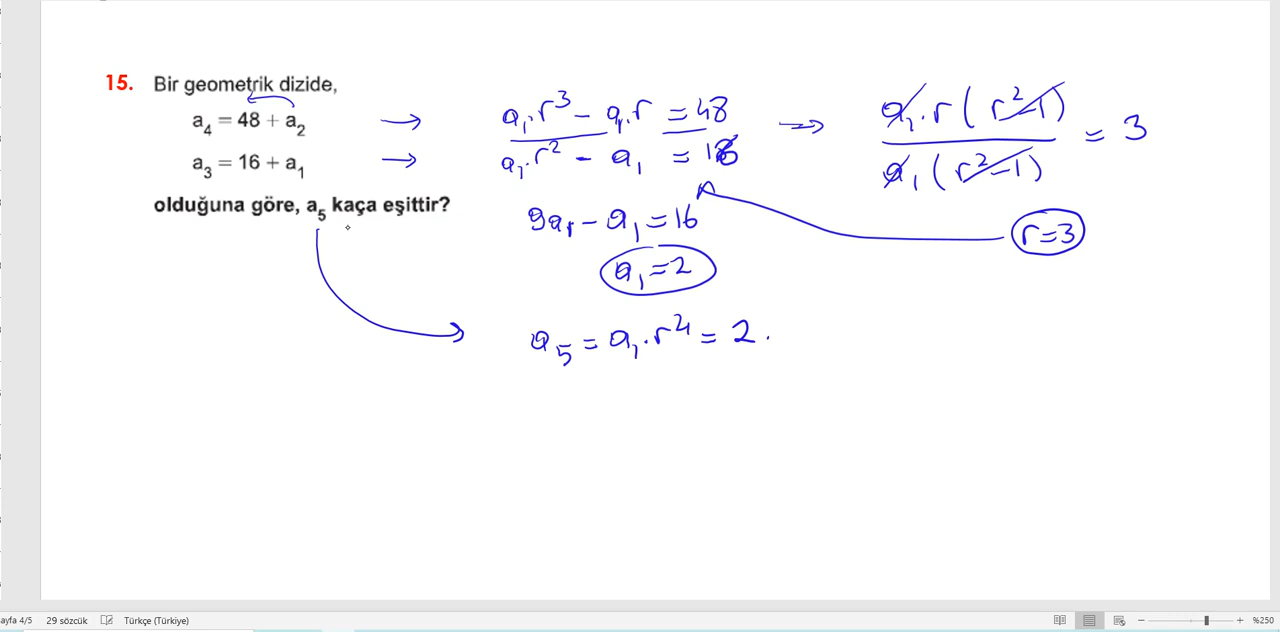 15. Bir geometrik dizide,
a₄ = 48 + a₂ → a₁.r³ - a₁.r = 48 → a₁.r(r²-1) / a₁(r²-1) = 3
a₃ = 16 + a₁ → a₁.r² - a₁ = 16
olduğuna göre, a₅ kaça eşittir?
9a₁ - a₁ = 16
r=3
a₁=2
a₅ = a₁.r⁴ = 2.
ayfa 4/5 29 sözcük Türkçe (Türkiye) %250